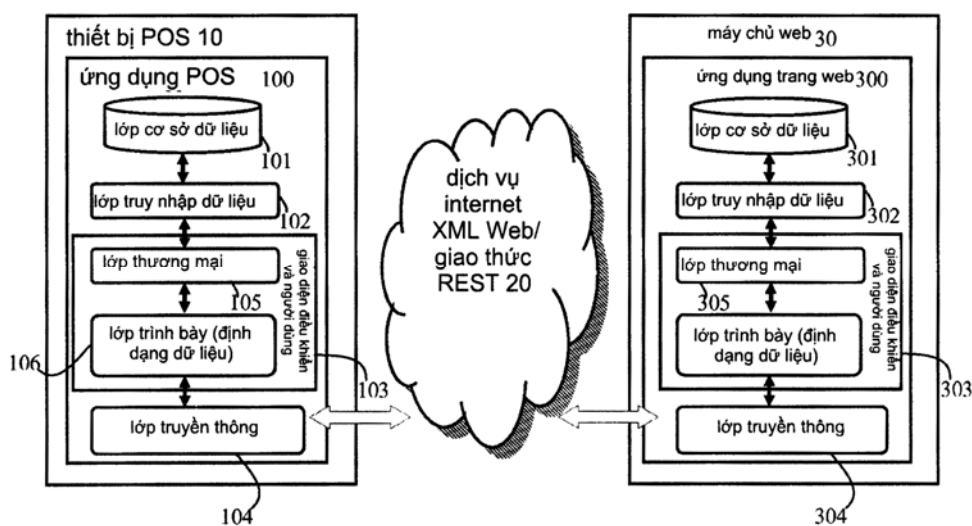 thiết bị POS 10
ứng dụng POS 100
lớp cơ sở dữ liệu
101
lớp truy nhập dữ liệu
102
lớp thương mại
105
lớp trình bày (định
dạng dữ liệu)
106
giao diện điều khiển
và người dùng
103
lớp truyền thông
104
dịch vụ
internet
XML Web/
giao thức
REST 20
máy chủ web 30
ứng dụng trang web 300
lớp cơ sở dữ liệu
301
lớp truy nhập dữ liệu
302
lớp thương mại
305
lớp trình bày (định
dạng dữ liệu)
giao diện điều khiển
và người dùng
303
lớp truyền thông
304